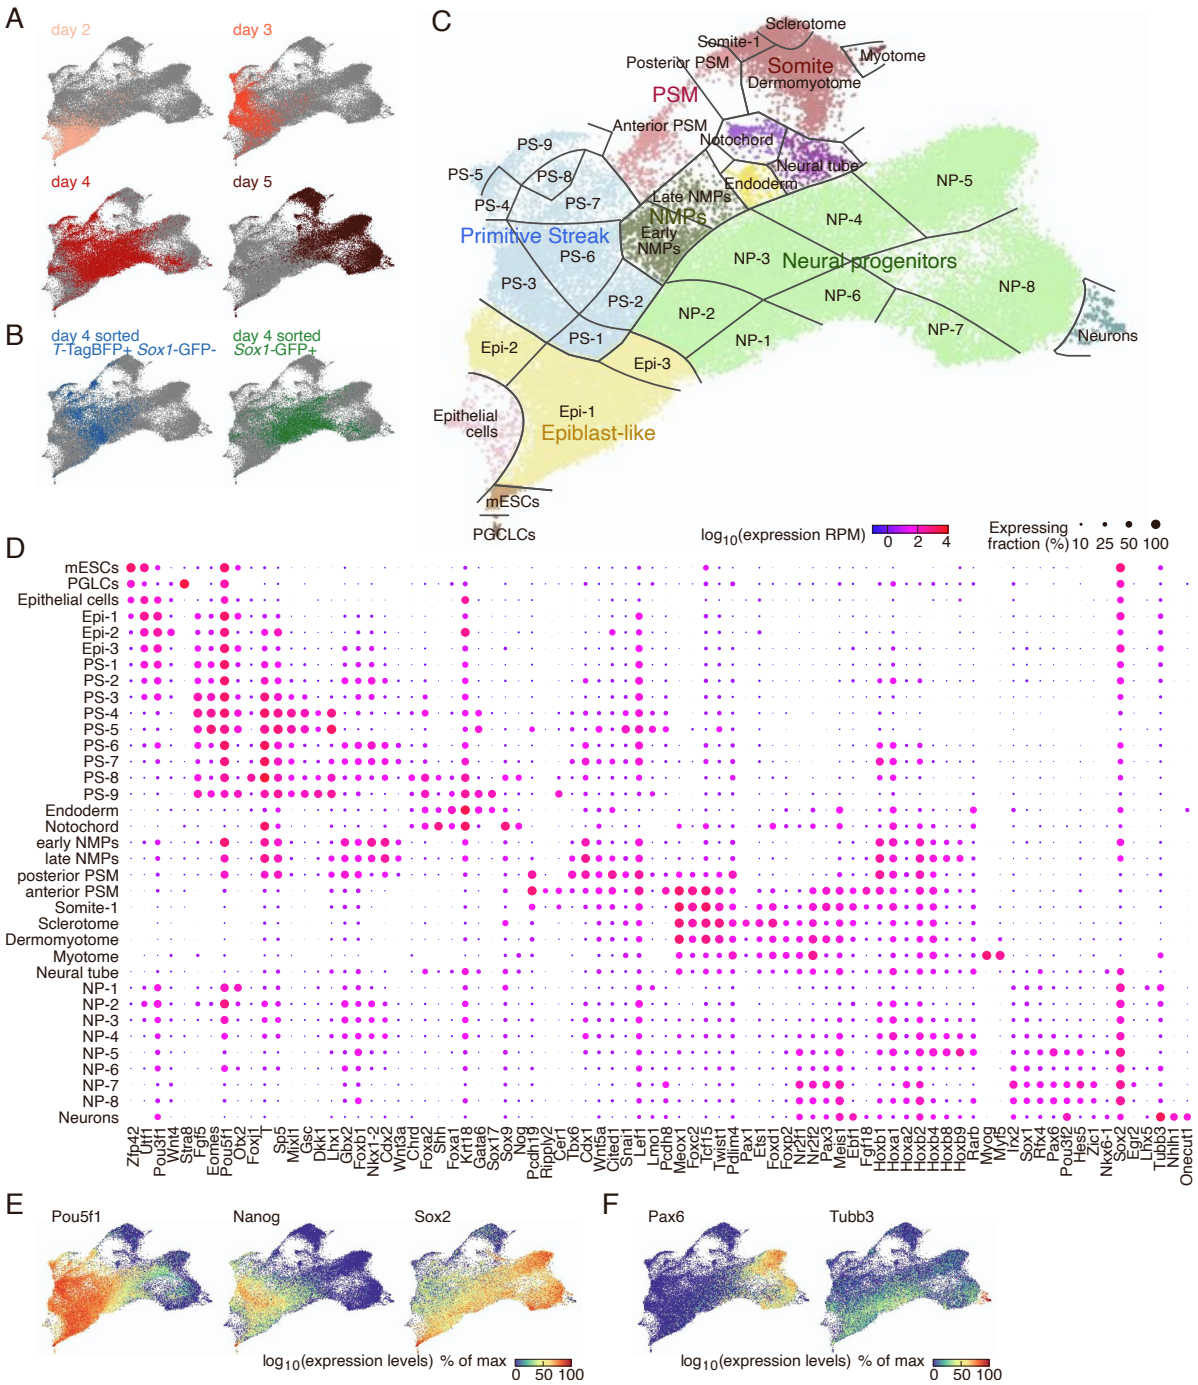 A
day 2
day 3
day 4
day 5
B
day 4 sorted
T-TagBFP+ Sox1-GFP-
day 4 sorted
Sox1-GFP+
C
Sclerotome
Somite-1
Myotome
Posterior PSM
Somite
Dermomyotome
PSM
Anterior PSM
Notochord
PS-9
Neural tube
PS-5
PS-8
Endoderm
NP-5
PS-4
PS-7
Late NMPs
NMPs
NP-4
Primitive Streak
Early
NMPs
PS-6
NP-3
Neural progenitors
PS-3
NP-8
PS-2
NP-6
NP-2
NP-7
Neurons
PS-1
NP-1
Epi-2
Epi-3
Epithelial
cells
Epi-1
Epiblast-like
mESCs
PGCLCs
log10(expression RPM)
0 2 4
Expressing
fraction (%) 10 25 50 100
D
mESCs
PGLCs
Epithelial cells
Epi-1
Epi-2
Epi-3
PS-1
PS-2
PS-3
PS-4
PS-5
PS-6
PS-7
PS-8
PS-9
Endoderm
Notochord
early NMPs
late NMPs
posterior PSM
anterior PSM
Somite-1
Sclerotome
Dermomyotome
Myotome
Neural tube
NP-1
NP-2
NP-3
NP-4
NP-5
NP-6
NP-7
NP-8
Neurons
Zfp42
Utf1
Pou3f1
Wnt4
Stra8
Fgf5
Eomes
Pou5f1
Otx2
Foxj1
T
Sp5
Mixl1
Gsc
Dkk1
Lhx1
Gbx2
Foxb1
Nkx1-2
Cdx2
Wnt3a
Chrd
Foxa2
Shh
Foxa1
Krt18
Gata6
Sox17
Sox9
Nog
Pcdh19
Ripply2
Cer1
Tbx6
Cdx1
Wnt5a
Cited1
Snai1
Lef1
Lmo1
Pcdh8
Meox1
Foxc2
Tcf15
Twist1
Pdlim4
Pax1
Ets1
Foxd1
Foxp2
Nr2f1
Nr2f2
Pax3
Meis1
Ebf1
Fgf18
Hoxb1
Hoxa1
Hoxa2
Hoxb2
Hoxb4
Hoxb8
Hoxb9
Rarb
Myog
Myf5
Irx2
Sox1
Rfx4
Pax6
Pou3f2
Hes5
Zic1
Nkx6-1
Sox2
Egr2
Lhx5
Tubb3
Nhlh1
Onecut1
E
Pou5f1
Nanog
Sox2
log10(expression levels) % of max
0 50 100
F
Pax6
Tubb3
log10(expression levels) % of max
0 50 100